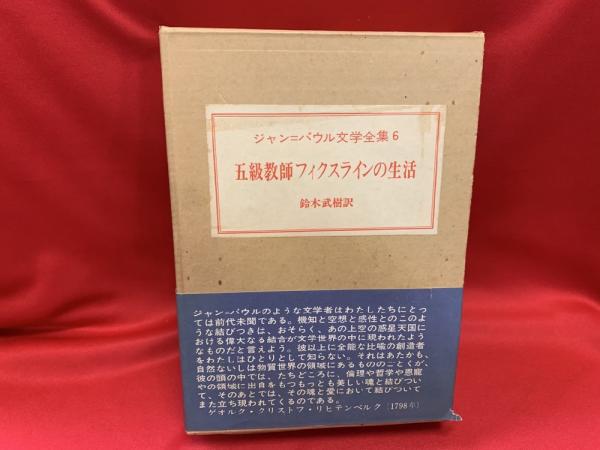 ジャン=パウル文学全集6
五級教師フィクスラインの生活
鈴木武樹訳
ジャン=パウルのような文学者はわたしたちにとっ
ては前代未聞である。機知と空想と感性とのこのよ
うな結びつきは、おそらく、あの上空の惑星天国に
おける偉大なる結合が文学世界の中に現われたよう
なものだと言えよう。彼以上に全能な比喩の創造者
をわたしはひとりとして知らない。それはあたかも、
自然ないしは物質世界の領域にあるもののごとくが、
彼の頭の中では、たちどころに、倫理や哲学や恩寵
やの領域に出自をもつもっとも美しい魂と結びつい
て、そのあとでは、その魂と愛において結びついて
また立ち現われてくるのである。
ゲオルク・クリストフ・リヒテンベルク(1798年)